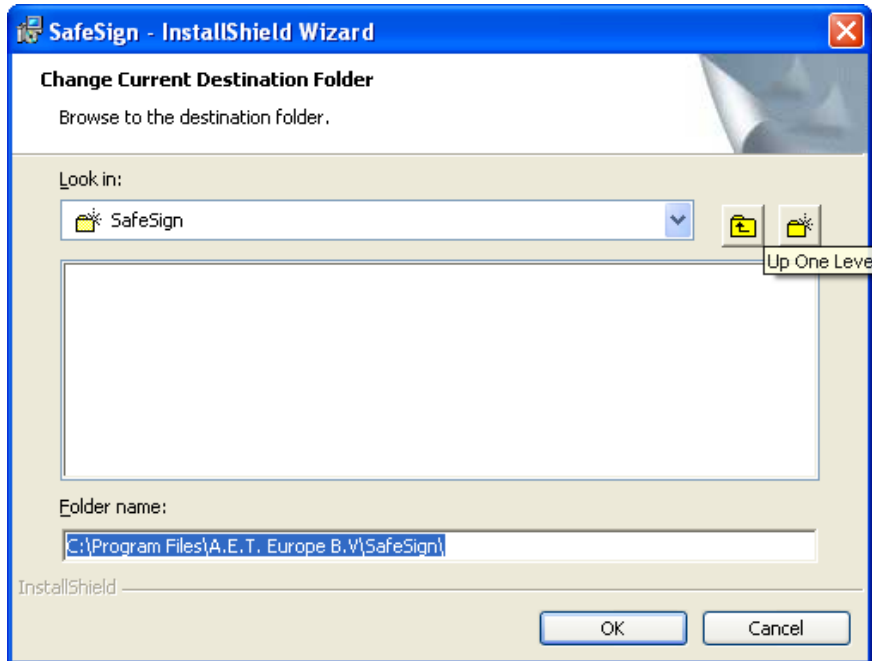 SafeSign - InstallShield Wizard
Change Current Destination Folder
Browse to the destination folder.
Look in:
SafeSign
Up One Leve
Folder name:
C:\Program Files\A.E.T. Europe B.V\SafeSign\
InstallShield
OK
Cancel